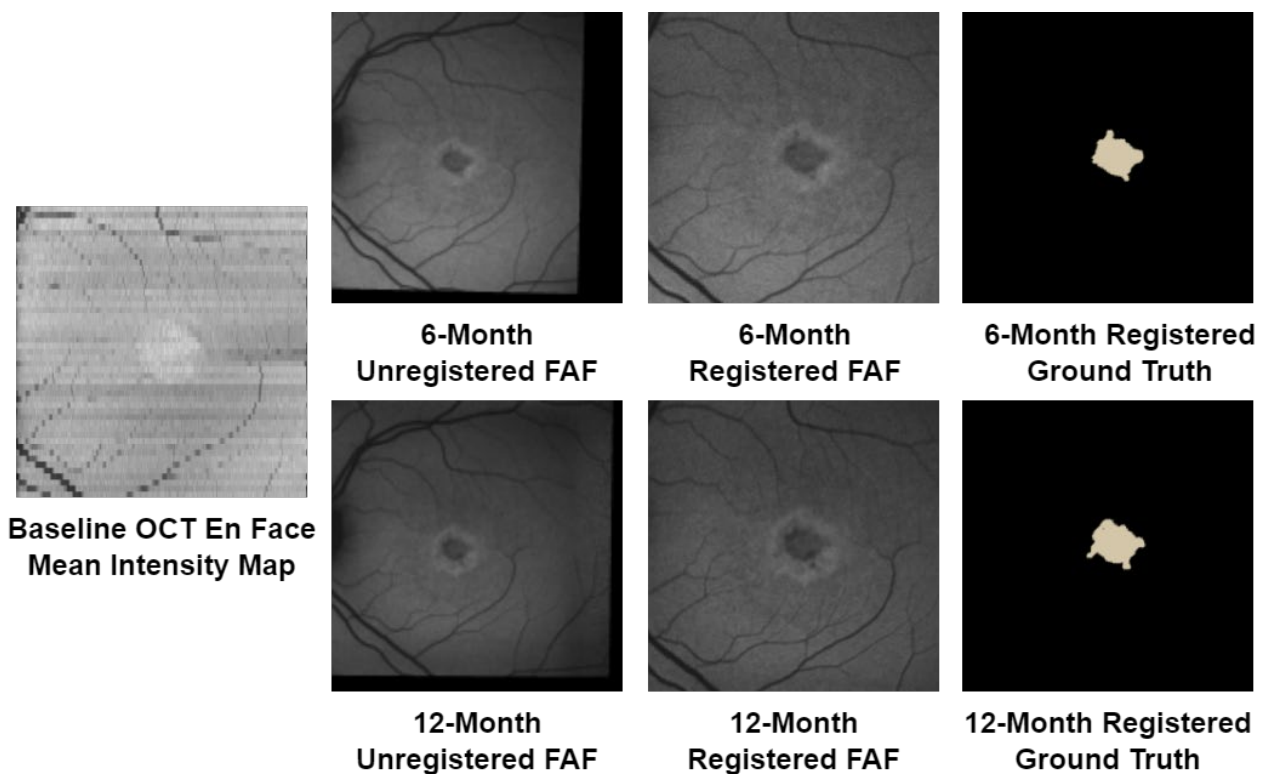 Baseline OCT En Face
Mean Intensity Map
6-Month
Unregistered FAF
6-Month
Registered FAF
6-Month Registered
Ground Truth
12-Month
Unregistered FAF
12-Month
Registered FAF
12-Month Registered
Ground Truth